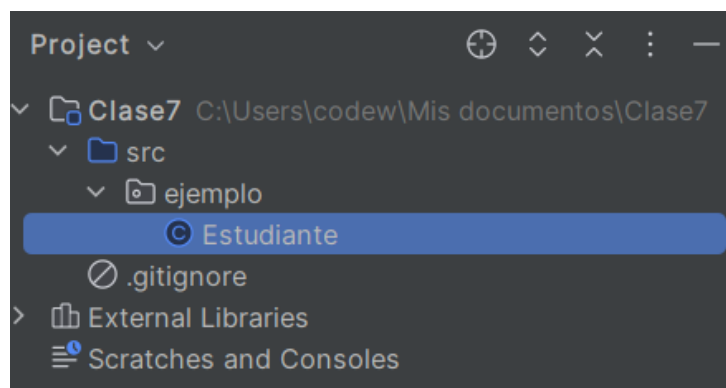 Project
Clase7 C:\Users\codew\Mis documentos\Clase7
src
ejemplo
Estudiante
.gitignore
External Libraries
Scratches and Consoles